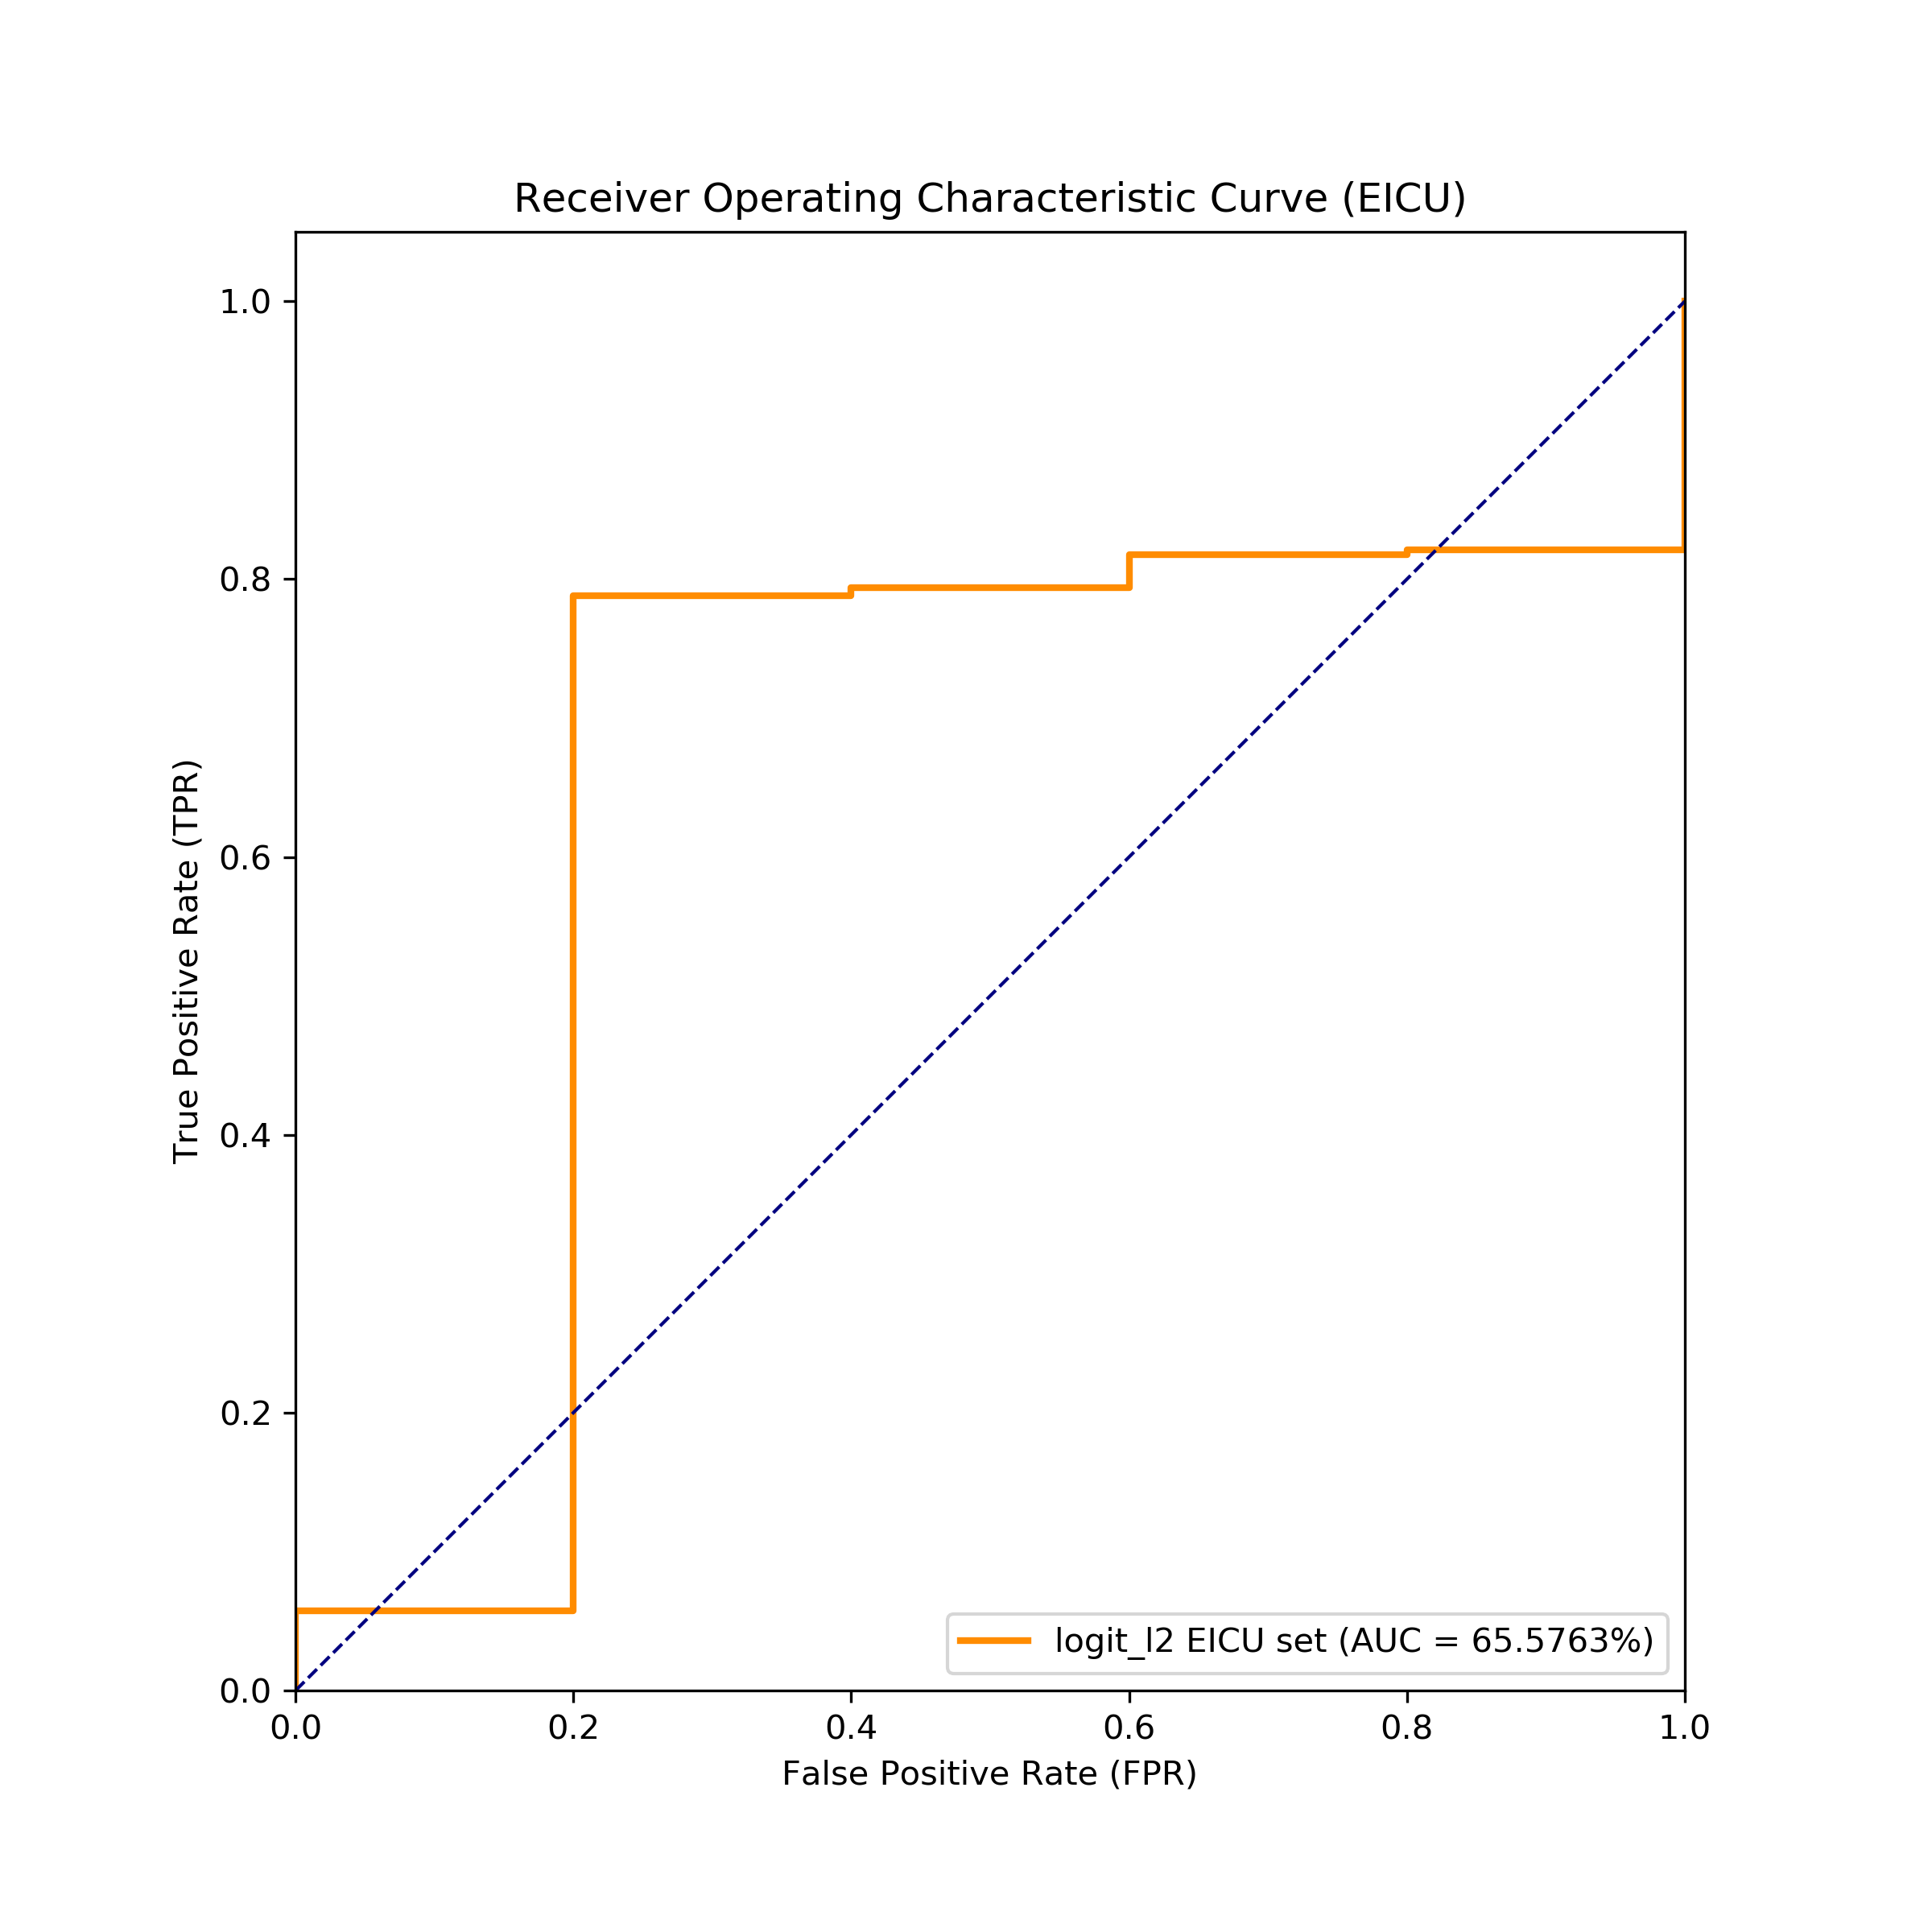 Receiver Operating Characteristic Curve (EICU)
1.0
0.8
0.6
0.4
0.2
0.0
True Positive Rate (TPR)
logit_l2 EICU set (AUC = 65.5763%)
0.0 0.2 0.4 0.6 0.8 1.0
False Positive Rate (FPR)